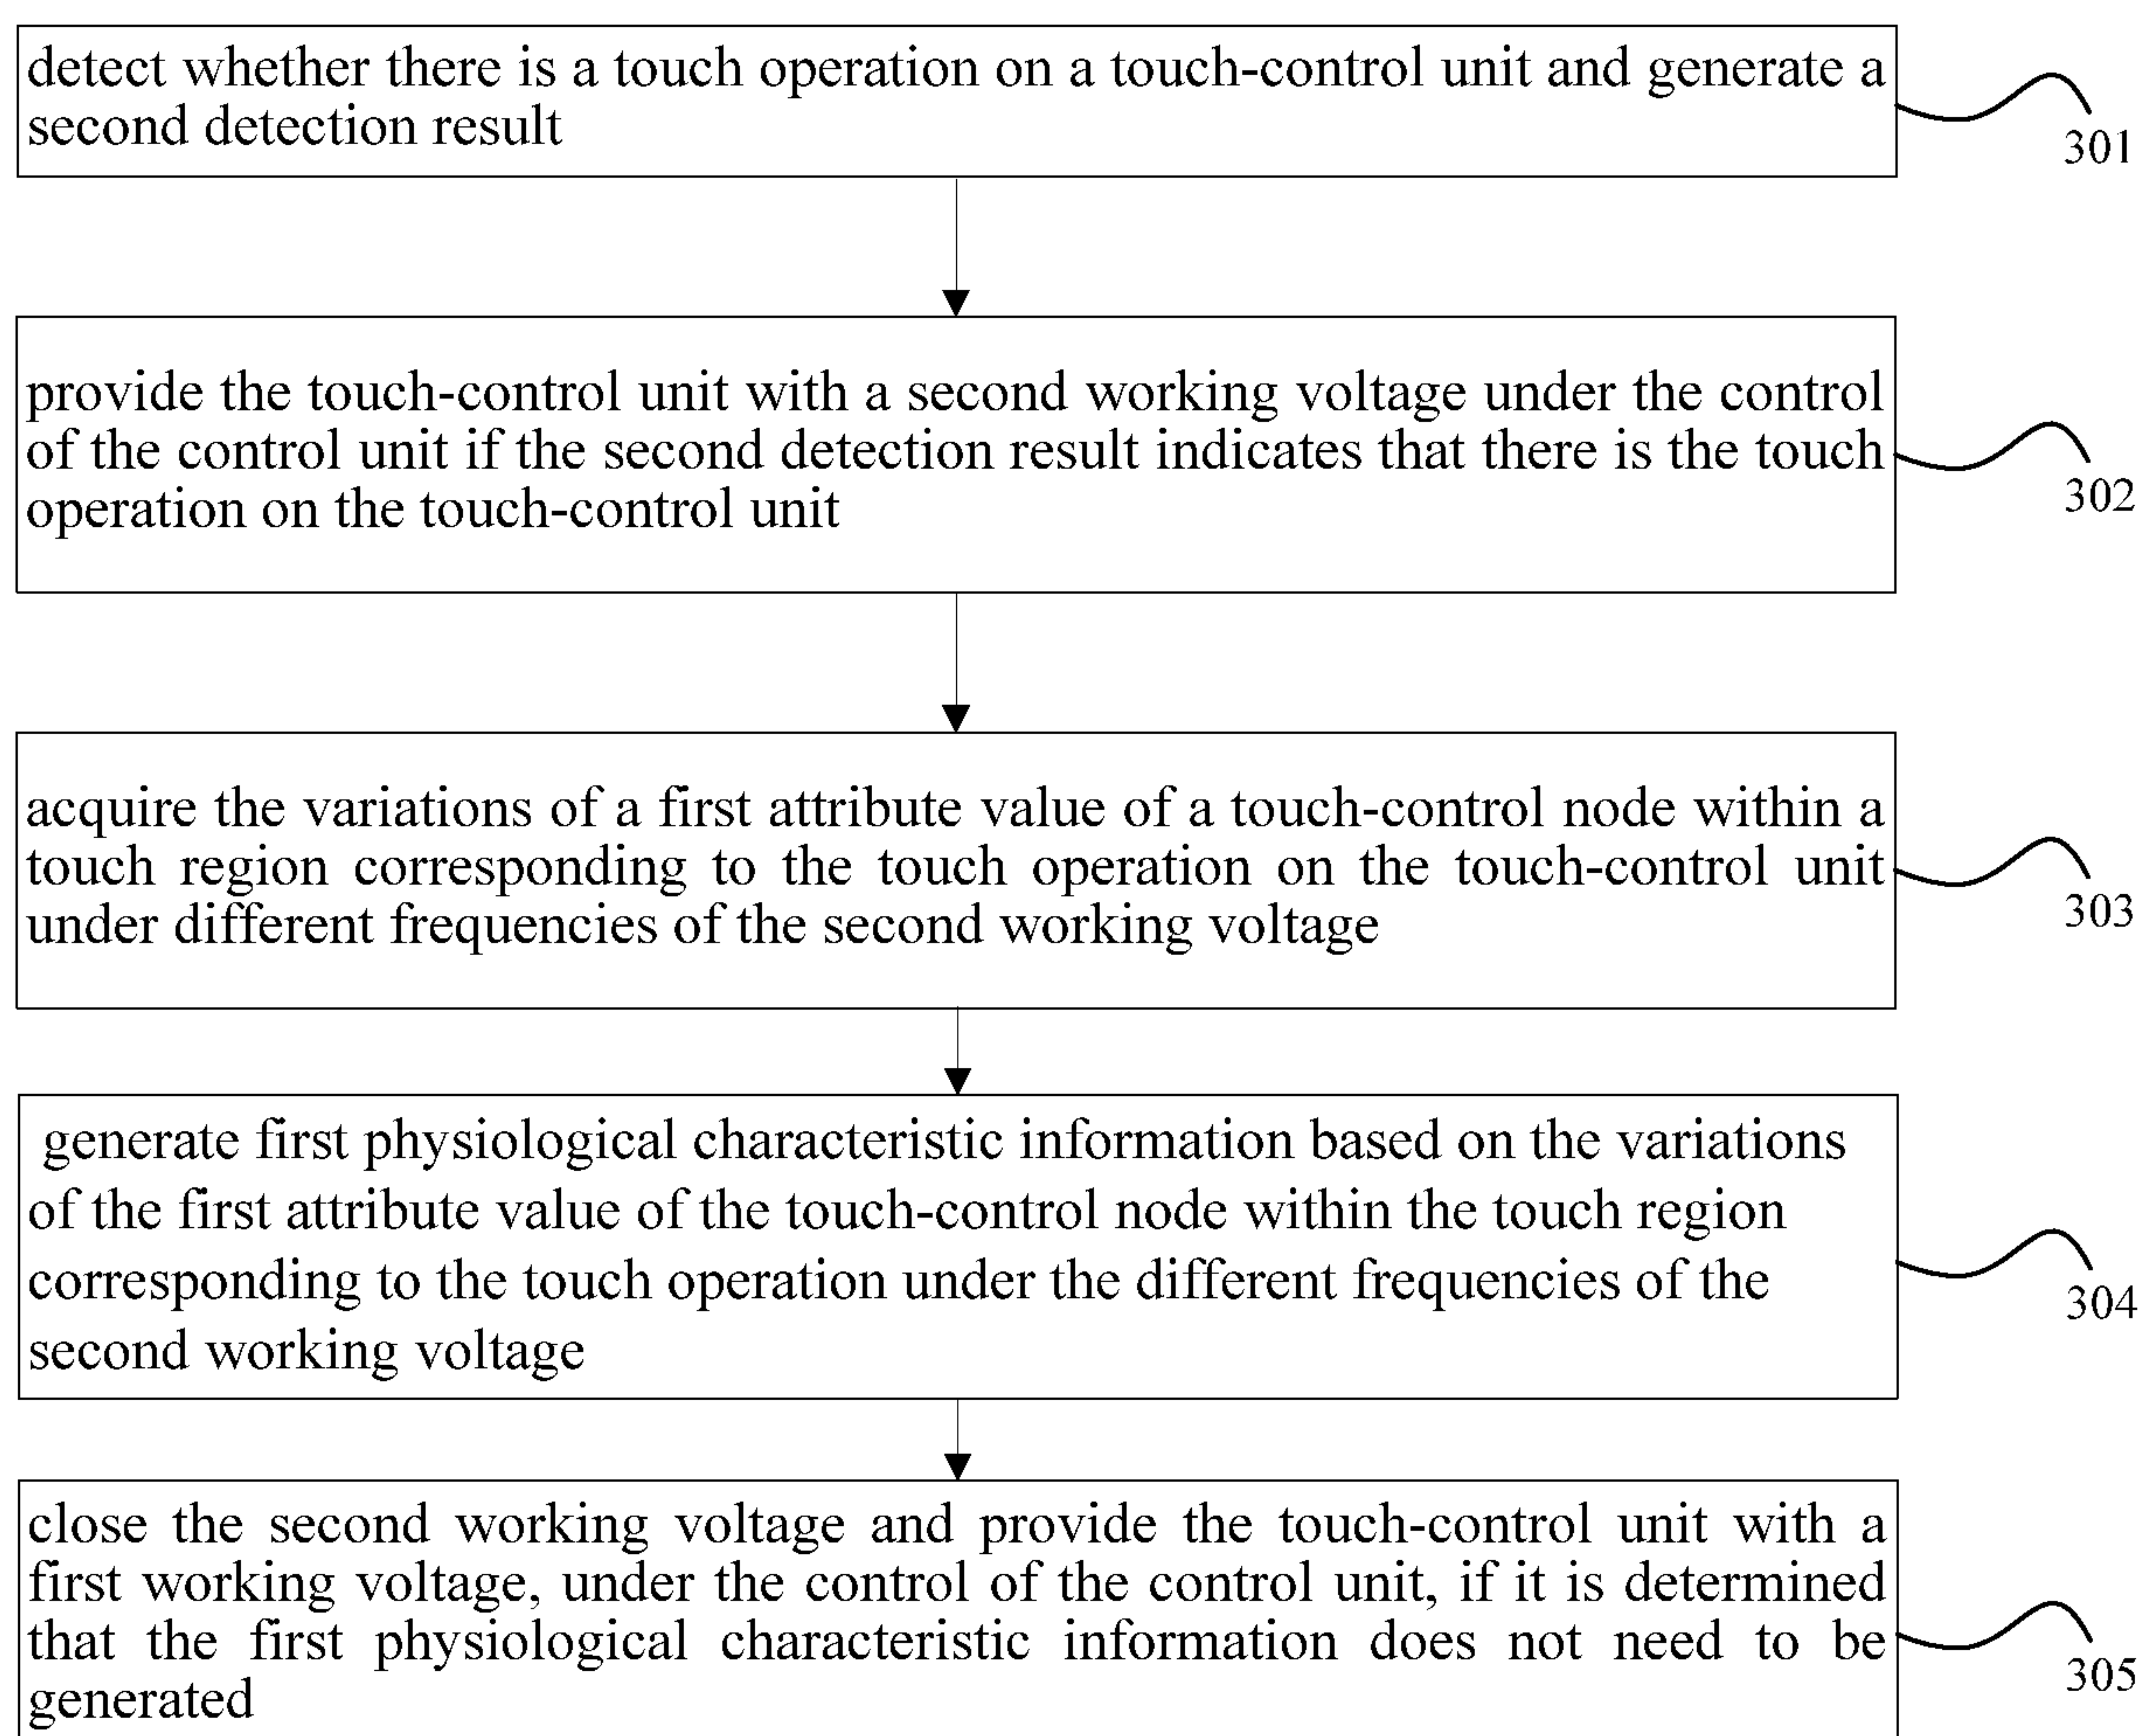 detect whether there is a touch operation on a touch-control unit and generate a
second detection result
301
provide the touch-control unit with a second working voltage under the control
of the control unit if the second detection result indicates that there is the touch
operation on the touch-control unit
302
acquire the variations of a first attribute value of a touch-control node within a
touch region corresponding to the touch operation on the touch-control unit
under different frequencies of the second working voltage
303
generate first physiological characteristic information based on the variations
of the first attribute value of the touch-control node within the touch region
corresponding to the touch operation under the different frequencies of the
second working voltage
304
close the second working voltage and provide the touch-control unit with a
first working voltage, under the control of the control unit, if it is determined
that the first physiological characteristic information does not need to be
generated
305